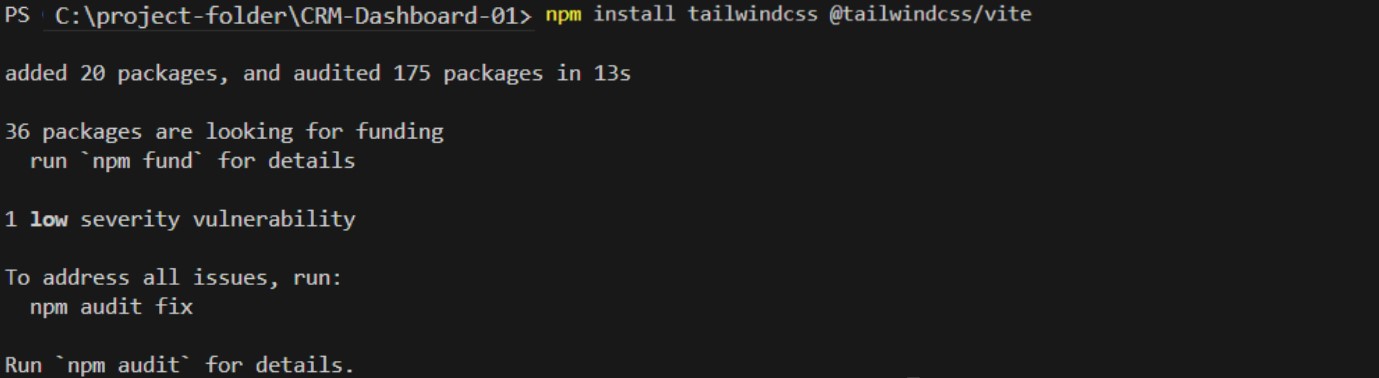 PS C:\project-folder\CRM-Dashboard-01> npm install tailwindcss @tailwindcss/vite
added 20 packages, and audited 175 packages in 13s
36 packages are looking for funding
  run `npm fund` for details
1 low severity vulnerability
To address all issues, run:
  npm audit fix
Run `npm audit` for details.